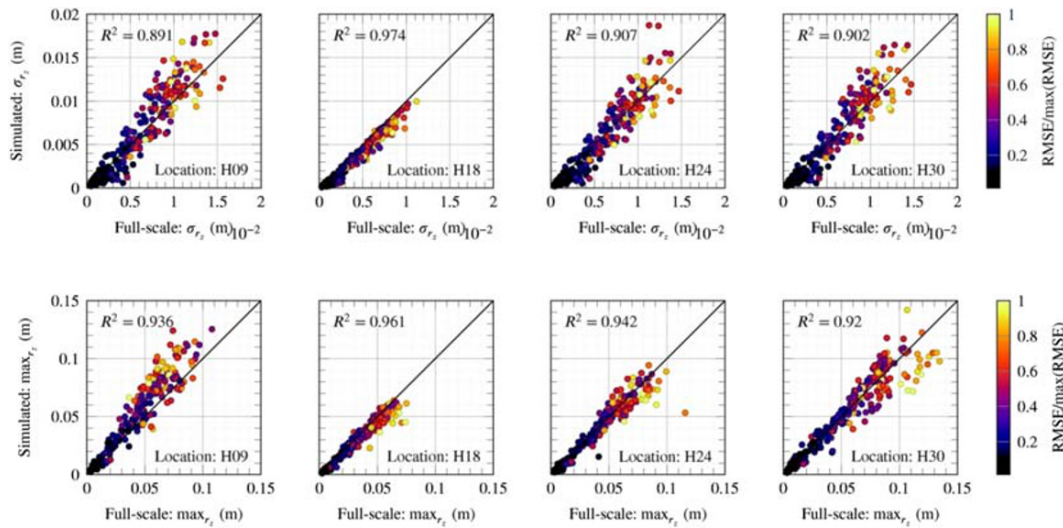 0.02
0.015
0.01
0.005
0
Simulated: σ_{r_z} (m)
R² = 0.891
Location: H09
0 0.5 1 1.5 2
Full-scale: σ_{r_z} (m) 10⁻²
R² = 0.974
Location: H18
0 0.5 1 1.5 2
Full-scale: σ_{r_z} (m) 10⁻²
R² = 0.907
Location: H24
0 0.5 1 1.5 2
Full-scale: σ_{r_z} (m) 10⁻²
R² = 0.902
Location: H30
0 0.5 1 1.5 2
Full-scale: σ_{r_z} (m) 10⁻²
1
0.8
0.6
0.4
0.2
RMSE/max(RMSE)
0.15
0.1
0.05
0
Simulated: max_{r_z} (m)
R² = 0.936
Location: H09
0 0.05 0.1 0.15
Full-scale: max_{r_z} (m)
R² = 0.961
Location: H18
0 0.05 0.1 0.15
Full-scale: max_{r_z} (m)
R² = 0.942
Location: H24
0 0.05 0.1 0.15
Full-scale: max_{r_z} (m)
R² = 0.92
Location: H30
0 0.05 0.1 0.15
Full-scale: max_{r_z} (m)
1
0.8
0.6
0.4
0.2
RMSE/max(RMSE)